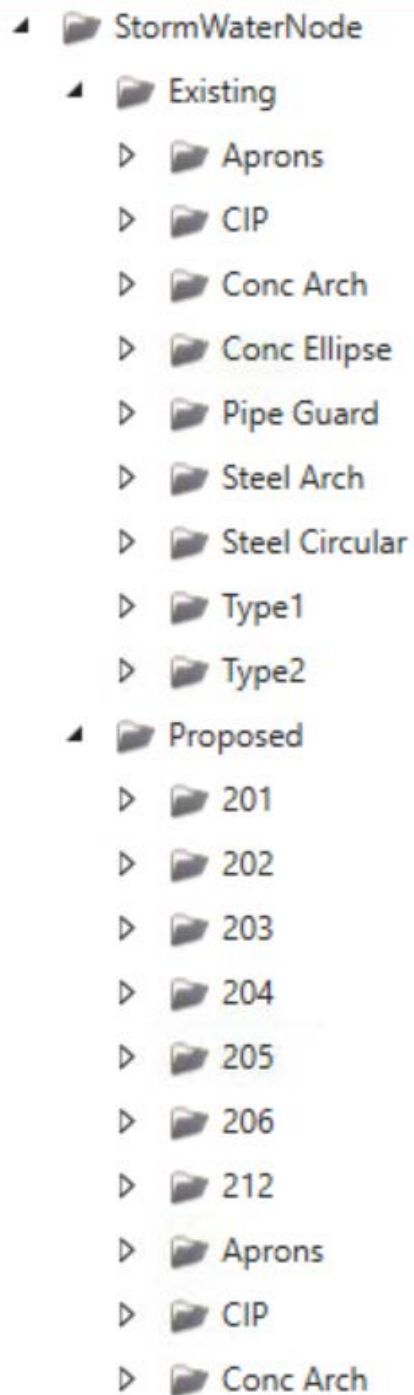 StormWaterNode
Existing
Aprons
CIP
Conc Arch
Conc Ellipse
Pipe Guard
Steel Arch
Steel Circular
Type1
Type2
Proposed
201
202
203
204
205
206
212
Aprons
CIP
Conc Arch